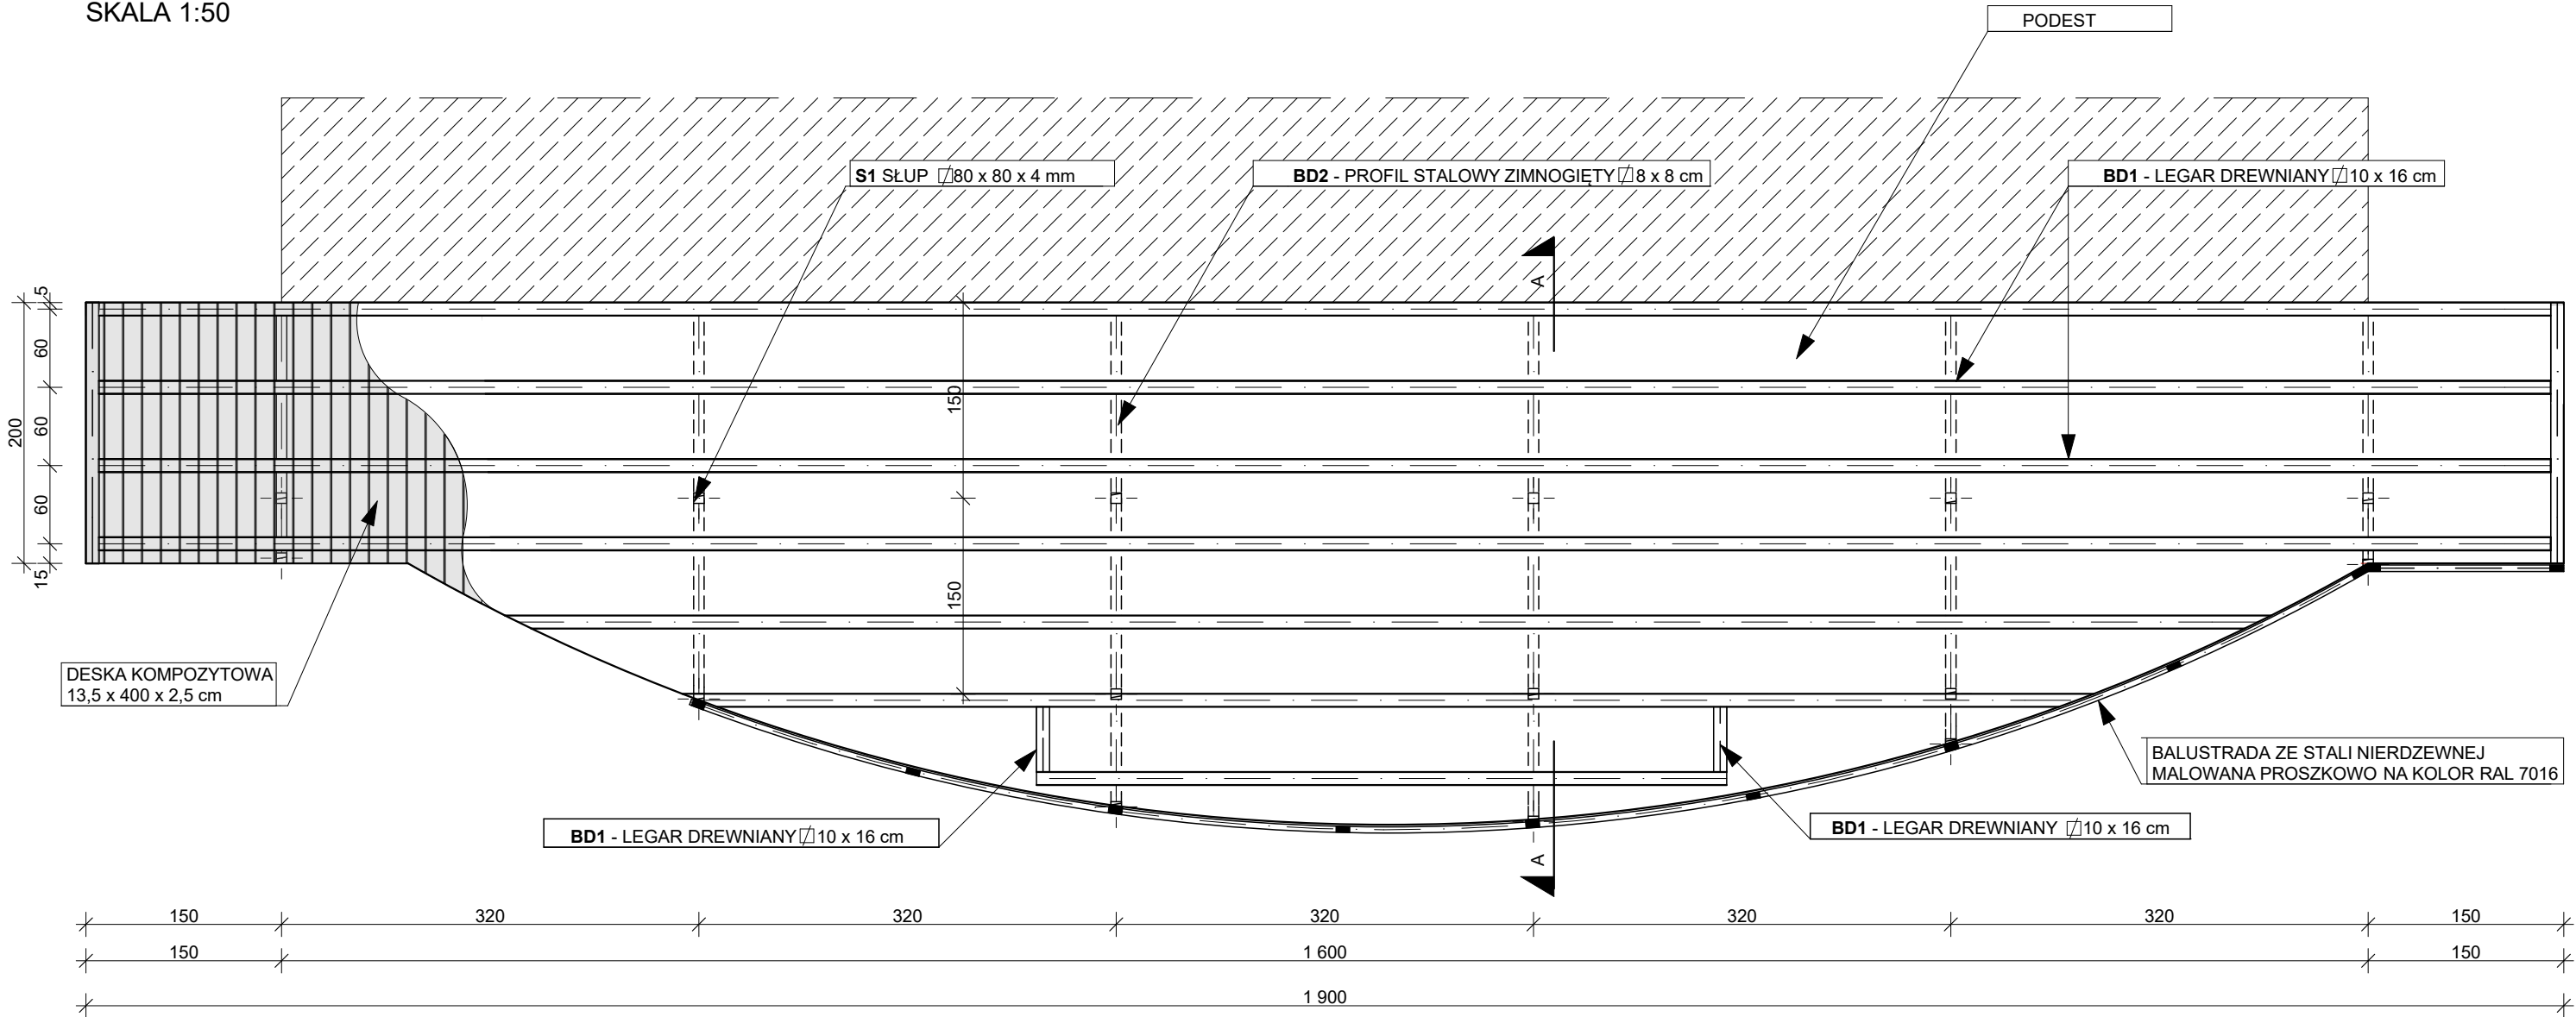 SKALA 1:50
PODEST
S1 SŁUP 80 x 80 x 4 mm
BD2 - PROFIL STALOWY ZIMNOGIĘTY 8 x 8 cm
BD1 - LEGAR DREWNIANY 10 x 16 cm
A
5
60
60
60
15
200
150
150
DESKA KOMPOZYTOWA
13,5 x 400 x 2,5 cm
BALUSTRADA ZE STALI NIERDZEWNEJ
MALOWANA PROSZKOWO NA KOLOR RAL 7016
BD1 - LEGAR DREWNIANY 10 x 16 cm
BD1 - LEGAR DREWNIANY 10 x 16 cm
A
150 320 320 320 320 320 150
150 1 600 150
1 900